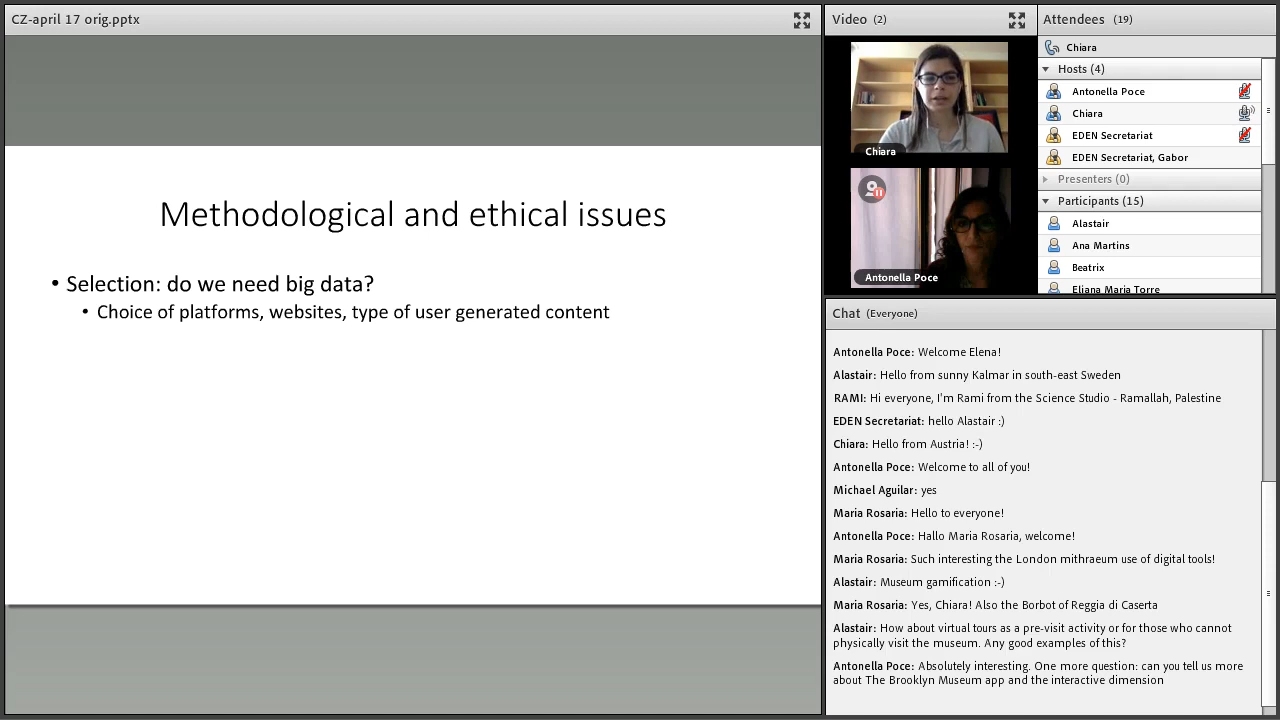 CZ-april 17 orig.pptx
Methodological and ethical issues
• Selection: do we need big data?
• Choice of platforms, websites, type of user generated content
Video (2)
Chiara
Antonella Poce
Attendees (19)
Chiara
Hosts (4)
Antonella Poce
Chiara
EDEN Secretariat
EDEN Secretariat, Gabor
Presenters (0)
Participants (15)
Alastair
Ana Martins
Beatrix
Eliana Maria Torre
Chat (Everyone)
Antonella Poce: Welcome Elena!
Alastair: Hello from sunny Kalmar in south-east Sweden
RAMI: Hi everyone, I'm Rami from the Science Studio - Ramallah, Palestine
EDEN Secretariat: hello Alastair :)
Chiara: Hello from Austria! :-)
Antonella Poce: Welcome to all of you!
Michael Aguilar: yes
Maria Rosaria: Hello to everyone!
Antonella Poce: Hallo Maria Rosaria, welcome!
Maria Rosaria: Such interesting the London mithraeum use of digital tools!
Alastair: Museum gamification :-)
Maria Rosaria: Yes, Chiara! Also the Borbot of Reggia di Caserta
Alastair: How about virtual tours as a pre-visit activity or for those who cannot
physically visit the museum. Any good examples of this?
Antonella Poce: Absolutely interesting. One more question: can you tell us more
about The Brooklyn Museum app and the interactive dimension